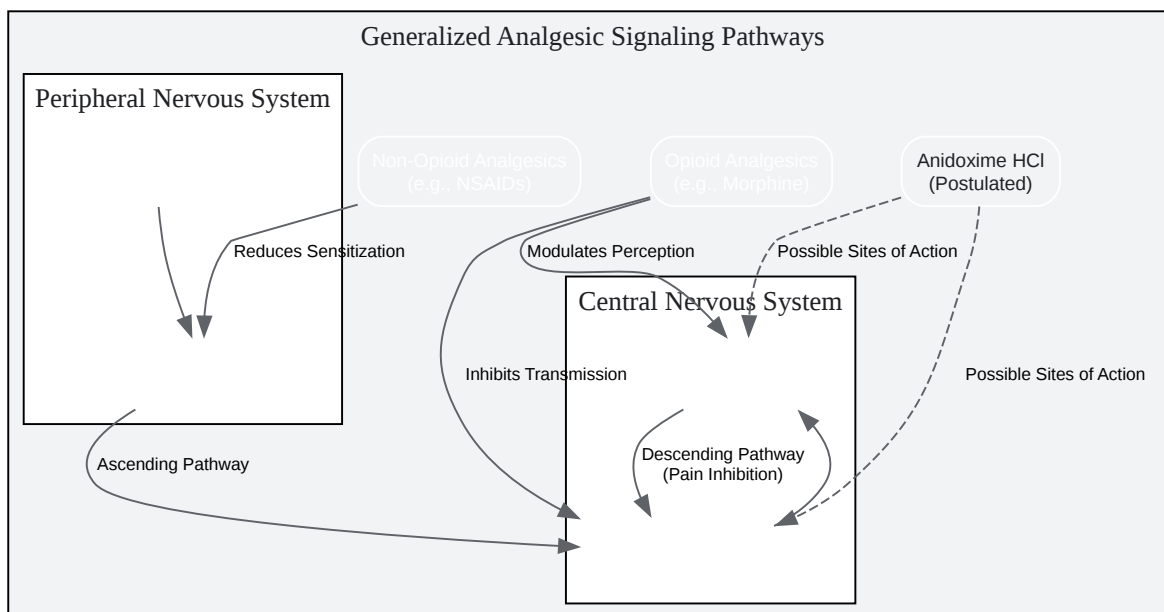 Generalized Analgesic Signaling Pathways
Peripheral Nervous System
Non-Opioid Analgesics
(e.g., NSAIDs)
Opioid Analgesics
(e.g., Morphine)
Anidoxime HCl
(Postulated)
Reduces Sensitization
Modulates Perception
Possible Sites of Action
Central Nervous System
Inhibits Transmission
Possible Sites of Action
Ascending Pathway
Descending Pathway
(Pain Inhibition)